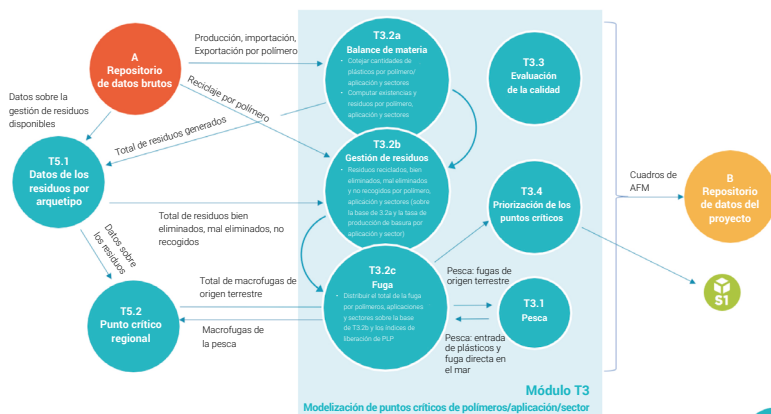 Producción, importación,
Exportación por polímero
A
Repositorio
de datos brutos
Reciclaje por polímero
Datos sobre la
gestión de residuos
disponibles
Total de residuos generados
T3.2a
Balance de materia
- Cotejar cantidades de
plásticos por polímero/
aplicación y sectores
- Computar existencias y
residuos por polímero,
aplicación y sectores
T3.3
Evaluación
de la calidad
T5.1
Datos de los
residuos por
arquetipo
T3.2b
Gestión de residuos
- Residuos reciclados, bien
eliminados, mal eliminados
y no recogidos por polímero,
aplicación y sectores (sobre
la base de 3.2a y la tasa de
producción de basura por
aplicación y sector)
T3.4
Priorización de los
puntos críticos
Cuadros de
AFM
B
Repositorio
de datos del
proyecto
Total de residuos bien
eliminados, mal eliminados, no
recogidos
Datos sobre
los residuos
T5.2
Punto crítico
regional
Total de macrofugas de
origen terrestre
Macrofugas de
la pesca
T3.2c
Fuga
- Distribuir el total de la fuga
por polímeros, aplicaciones
y sectores sobre la base
de T3.2b y los índices de
liberación de PLP
Pesca: fugas de
origen terrestre
T3.1
Pesca
Pesca: entrada
de plásticos y
fuga directa en
el mar
S1
Módulo T3
Modelización de puntos críticos de polímeros/aplicación/sector